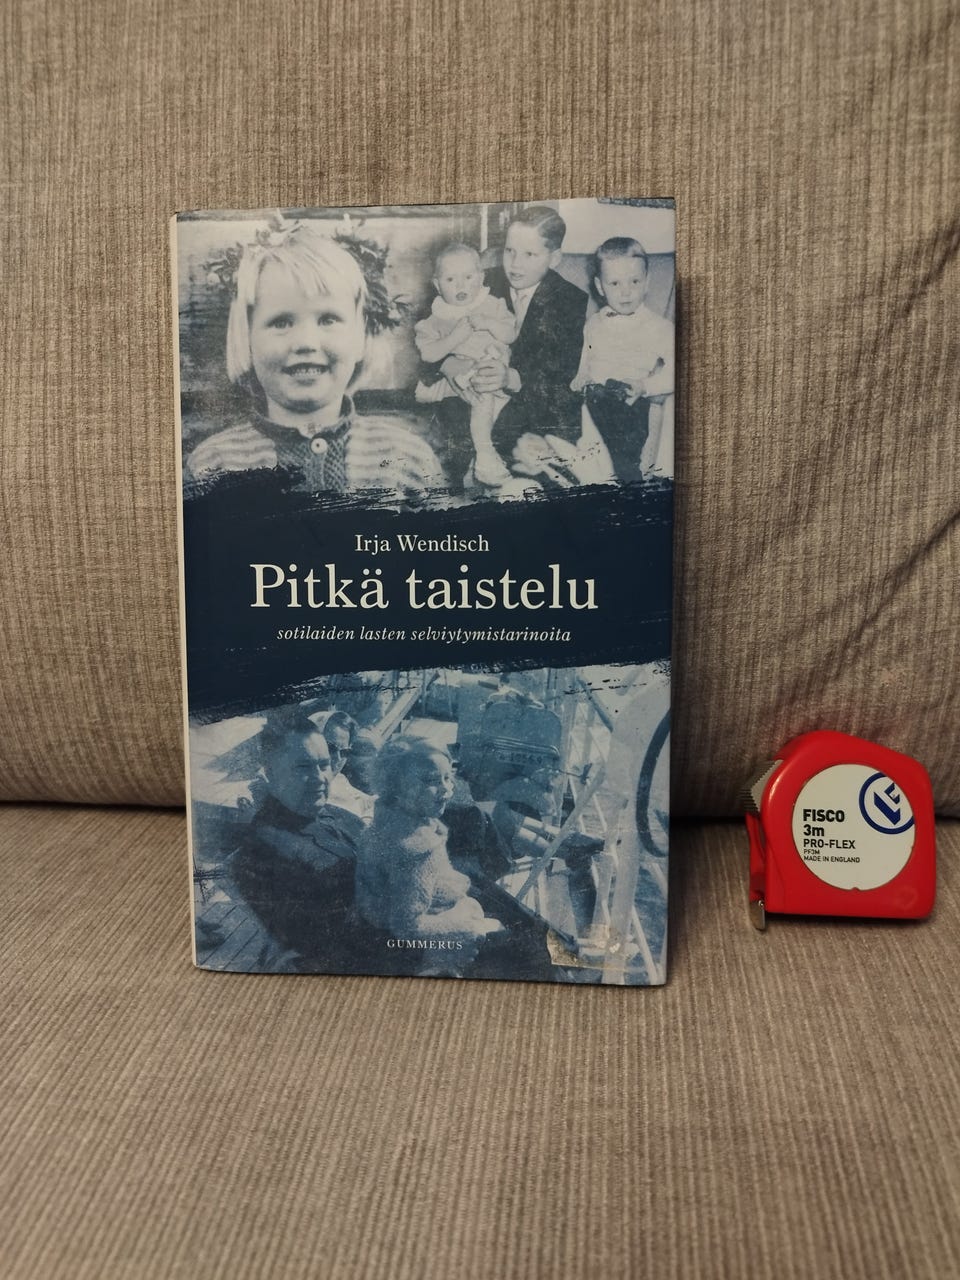 Irja Wendisch
Pitkä taistelu
sotilaiden lasten selviytymistarinoita
GUMMERUS
FISCO
3m
PRO-FLEX
PF3M
MADE IN ENGLAND